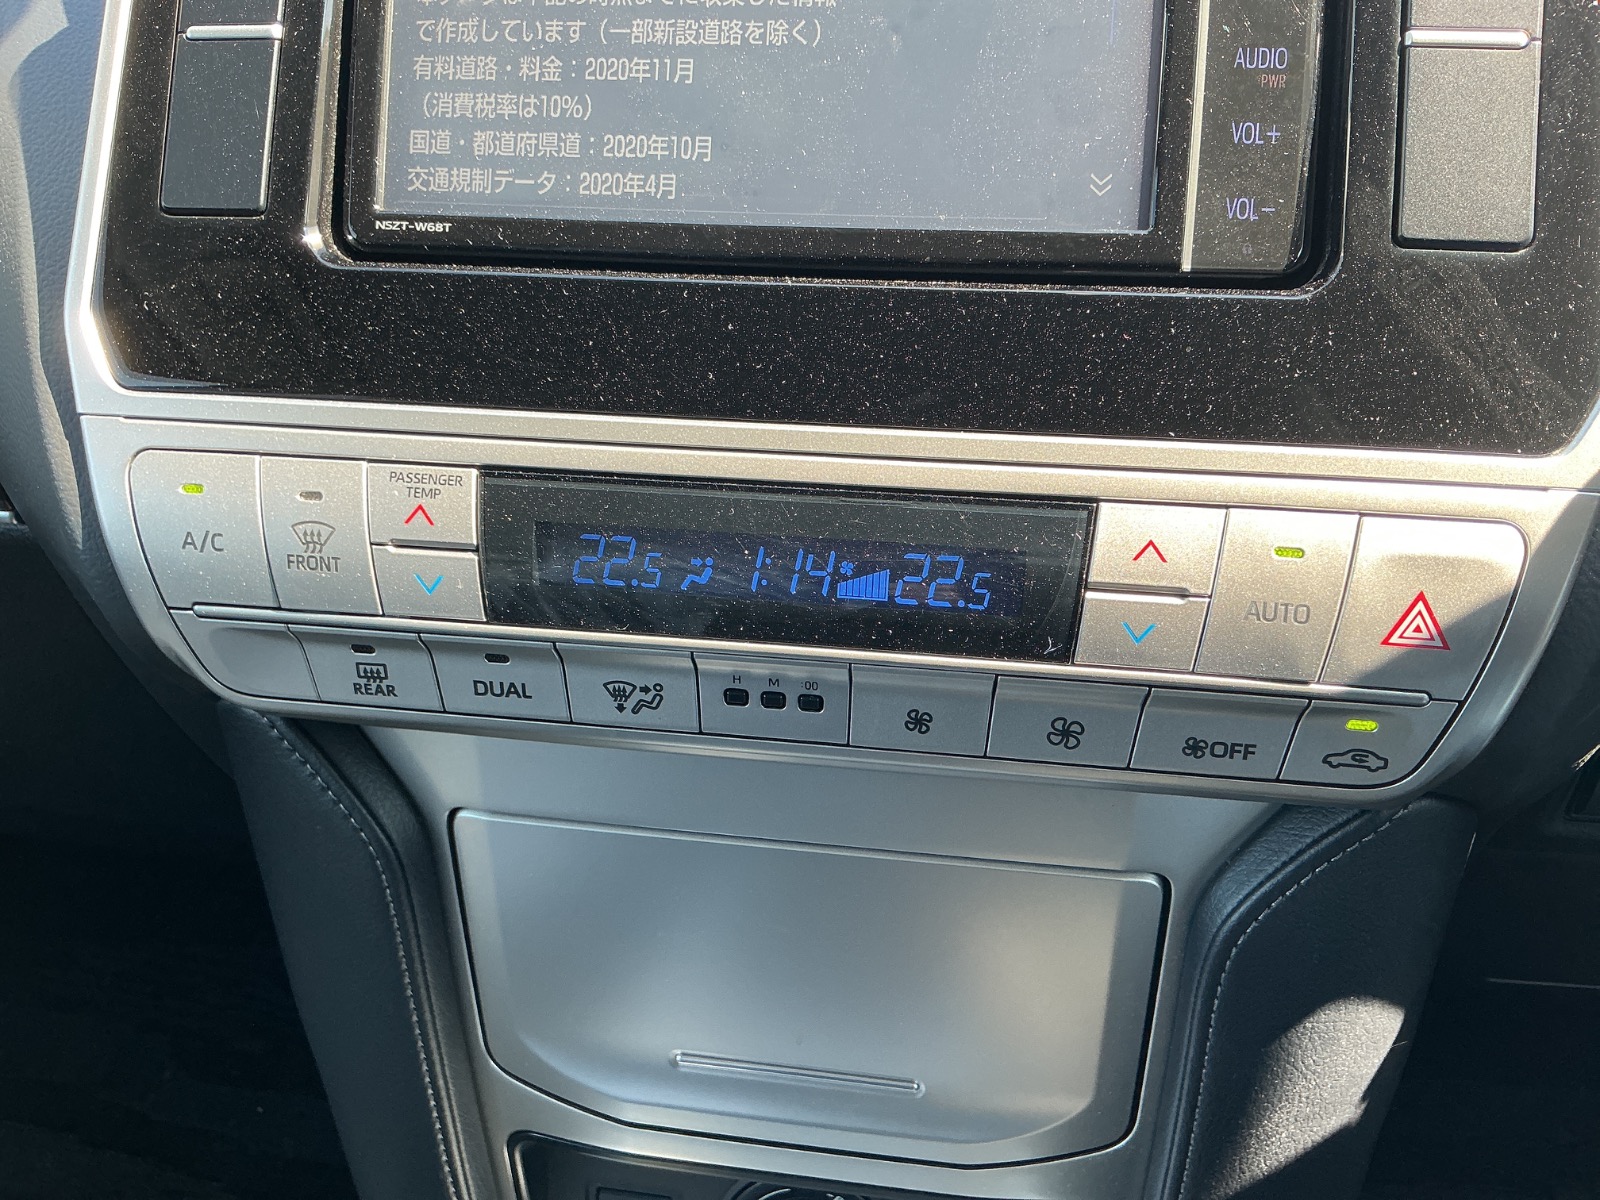 で作成しています（一部新設道路を除く）
有料道路・料金：2020年11月
（消費税率は10%）
国道・都道府県道：2020年10月
交通規制データ：2020年4月
NSZT-W68T
AUDIO
PWR
VOL+
VOL-
A/C
FRONT
PASSENGER
TEMP
22.5 1:14 22.5
AUTO
REAR
DUAL
H M :00
OFF